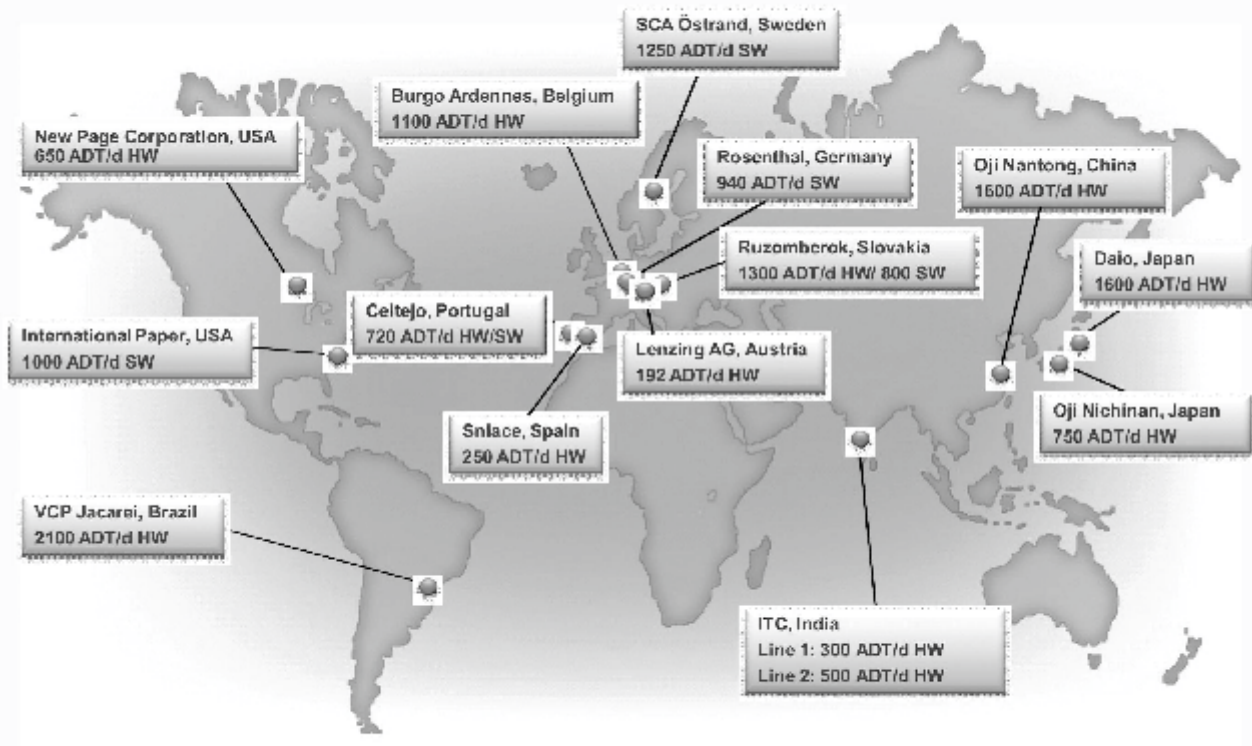 SCA Östrand, Sweden
1250 ADT/d SW
Burgo Ardennes, Belgium
1100 ADT/d HW
New Page Corporation, USA
650 ADT/d HW
Rosenthal, Germany
940 ADT/d SW
Oji Nantong, China
1600 ADT/d HW
Ruzomberok, Slovakia
1300 ADT/d HW/ 800 SW
Daio, Japan
1600 ADT/d HW
Celtejo, Portugal
720 ADT/d HW/SW
International Paper, USA
1000 ADT/d SW
Lenzing AG, Austria
192 ADT/d HW
Oji Nichinan, Japan
750 ADT/d HW
Sniace, Spain
250 ADT/d HW
VCP Jacarei, Brazil
2100 ADT/d HW
ITC, India
Line 1: 300 ADT/d HW
Line 2: 500 ADT/d HW